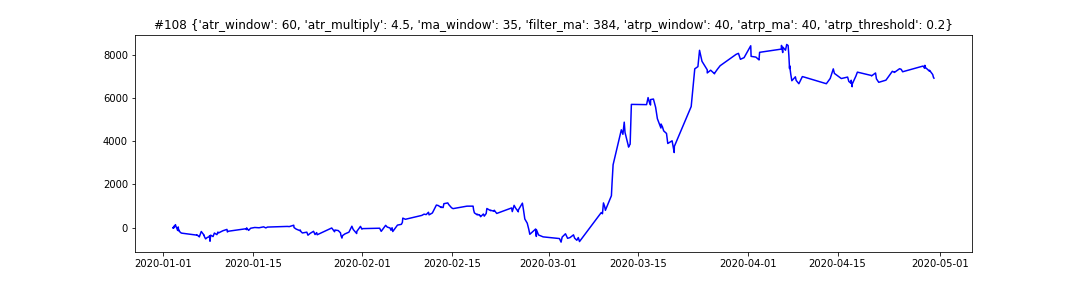 #108 {'atr_window': 60, 'atr_multiply': 4.5, 'ma_window': 35, 'filter_ma': 384, 'atrp_window': 40, 'atrp_ma': 40, 'atrp_threshold': 0.2}
8000
6000
4000
2000
0
2020-01-01 2020-01-15 2020-02-01 2020-02-15 2020-03-01 2020-03-15 2020-04-01 2020-04-15 2020-05-01